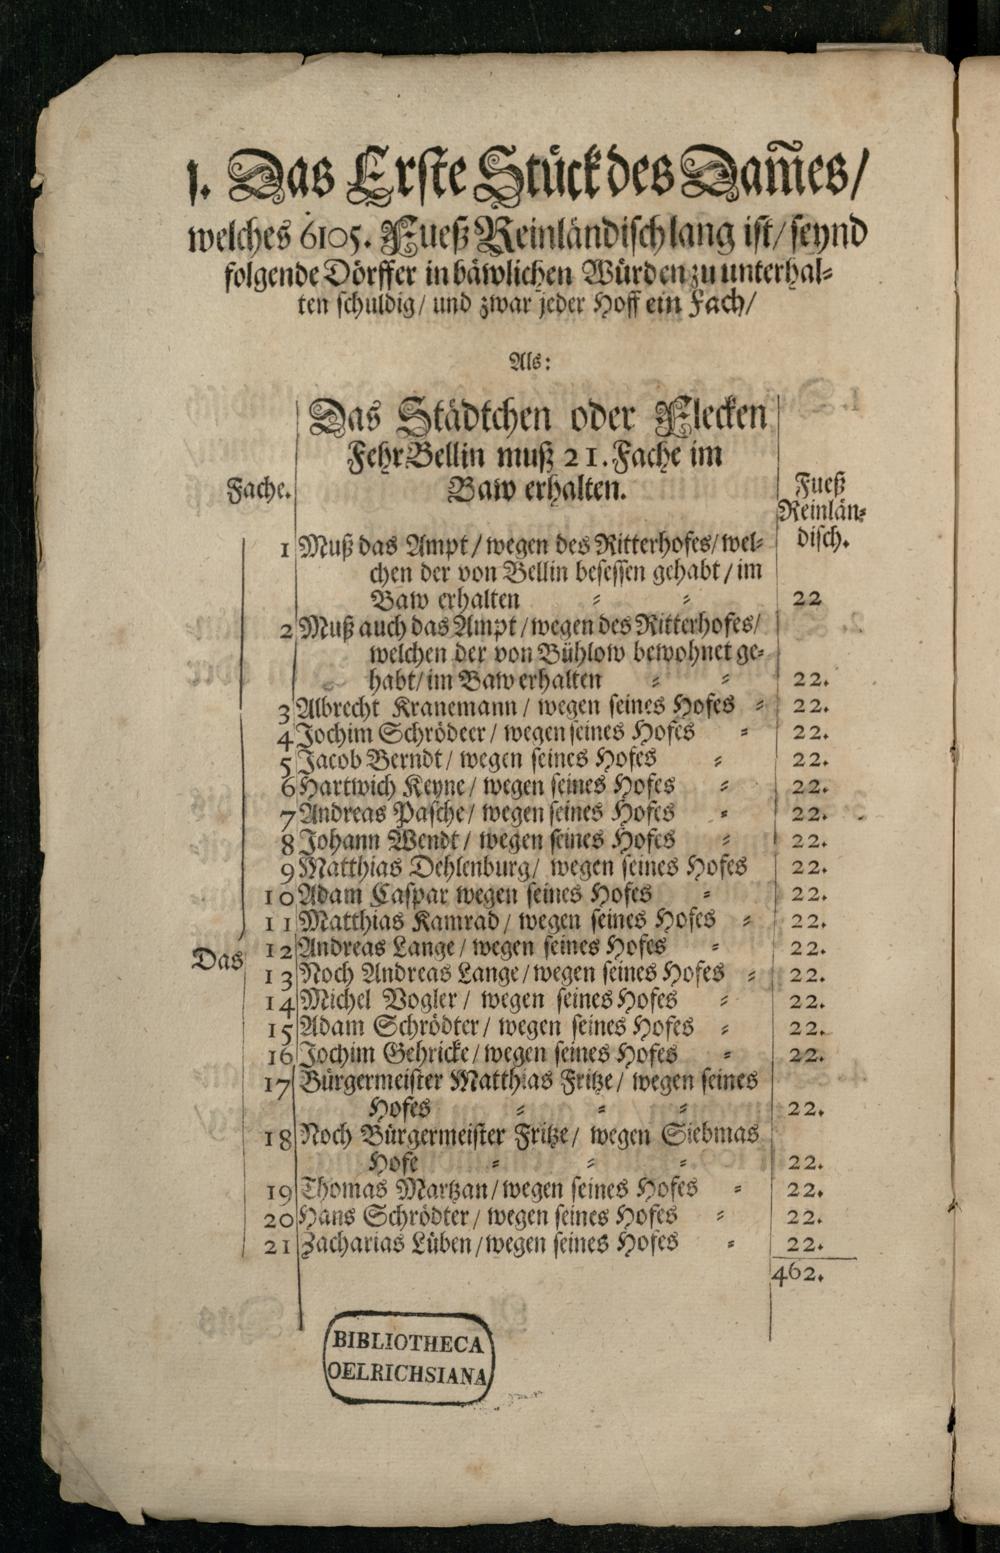 1. Das Erste Stück des Dam̃es/
welches 6105. Fueß Reinländisch lang ist/ seynd
folgende Dörffer in bäwlichen Würden zu unterhal⸗
ten schuldig/ und zwar jeder Hoff ein Fach/
Als:
Das Städtchen oder Flecken
FehrBellin muß 21. Fache im
Baw erhalten.
Fache.
Fueß
Reinlän⸗
disch.
1 Muß das Ampt/ wegen des Ritterhofes/ wel⸗
chen der von Bellin besessen gehabt/ im
Baw erhalten ⸗ ⸗ 22
2 Muß auch das Ampt/ wegen des Ritterhofes/
welchen der von Bühlow bewohnet ge⸗
habt/ im Baw erhalten ⸗ ⸗ 22.
3 Albrecht Kranemann/ wegen seines Hofes ⸗ 22.
4 Jochim Schrödeer/ wegen seines Hofes ⸗ 22.
5 Jacob Berndt/ wegen seines Hofes ⸗ 22.
6 Hartwich Keyne/ wegen seines Hofes ⸗ 22.
7 Andreas Pasche/ wegen seines Hofes ⸗ 22.
8 Johann Wendt/ wegen seines Hofes ⸗ 22.
9 Matthias Dehlenburg/ wegen seines Hofes 22.
10 Adam Caspar wegen seines Hofes ⸗ 22.
11 Matthias Kamrad/ wegen seines Hofes ⸗ 22.
12 Andreas Lange/ wegen seines Hofes ⸗ 22.
Das
13 Noch Andreas Lange/ wegen seines Hofes ⸗ 22.
14 Michel Vogler/ wegen seines Hofes ⸗ 22.
15 Adam Schrödter/ wegen seines Hofes ⸗ 22.
16 Jochim Gehricke/ wegen seines Hofes ⸗ 22.
17 Bürgermeister Matthias Fritze/ wegen seines
Hofes ⸗ ⸗ ⸗ 22.
18 Noch Bürgermeister Fritze/ wegen Siebmas
Hofe ⸗ ⸗ ⸗ 22.
19 Thomas Martzan/ wegen seines Hofes ⸗ 22.
20 Hans Schrödter/ wegen seines Hofes ⸗ 22.
21 Zacharias Lüben/ wegen seines Hofes ⸗ 22.
462.
BIBLIOTHECA
OELRICHSIANA